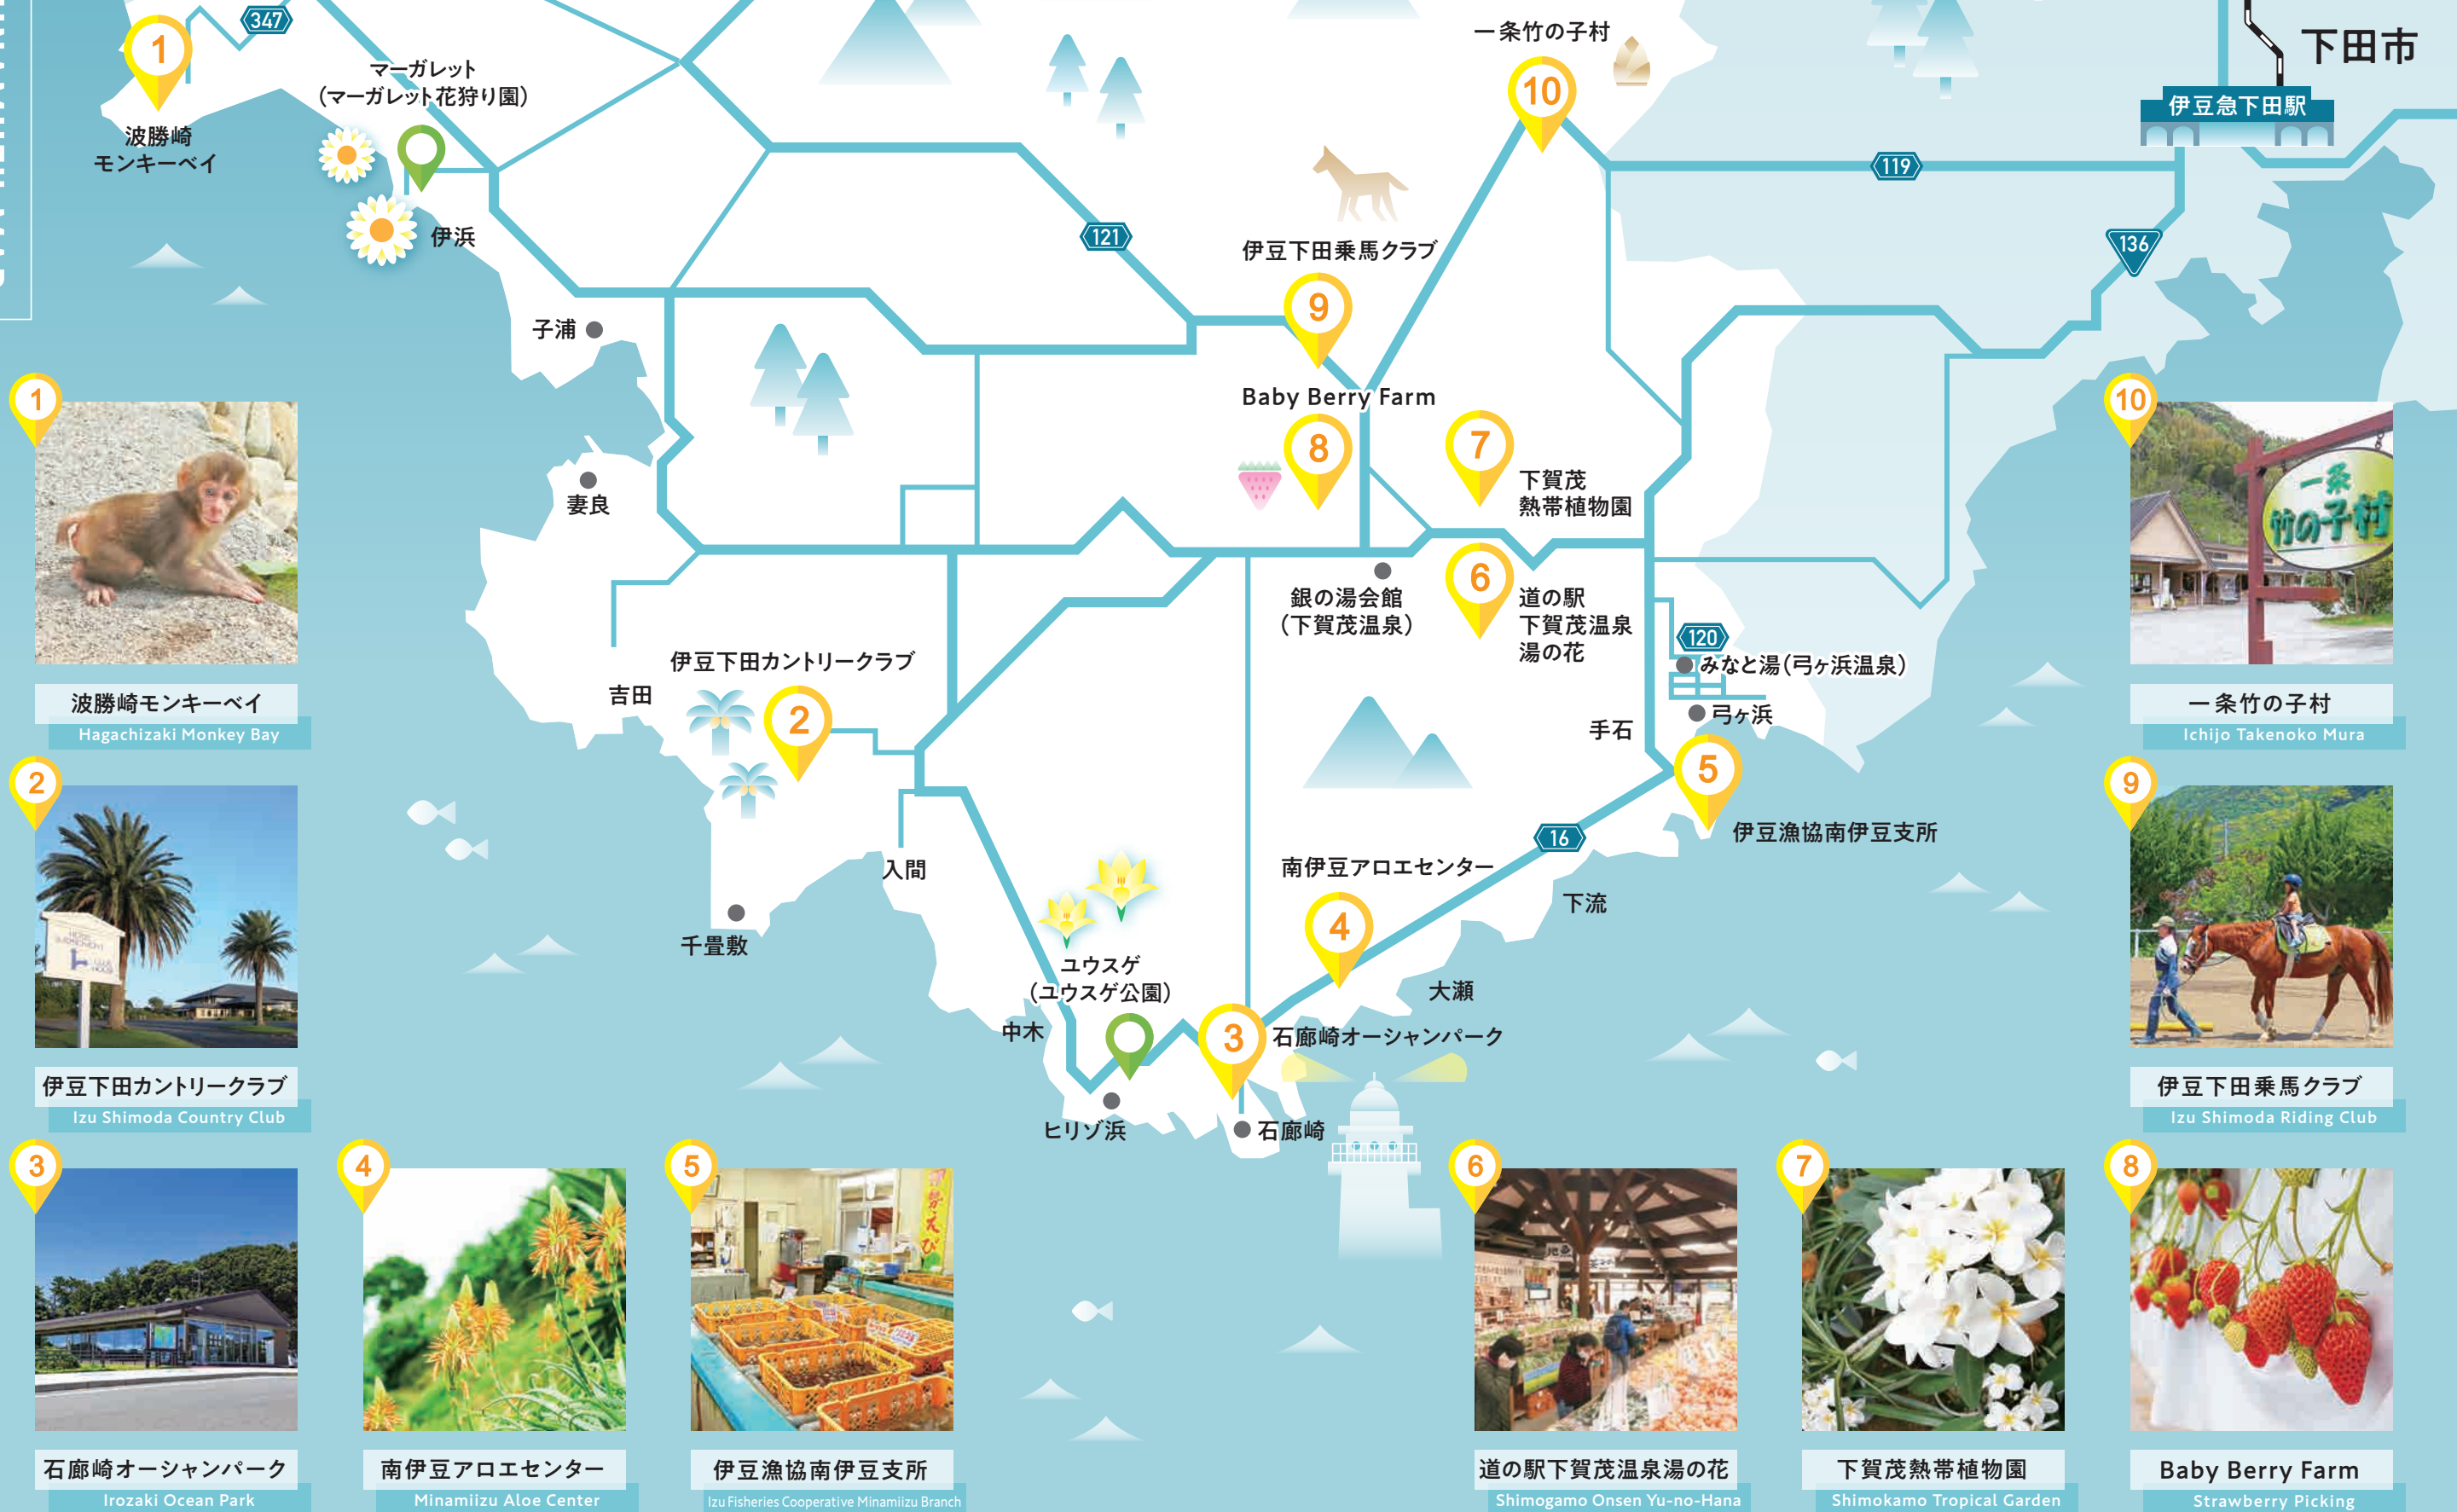 347
1
波勝崎
モンキーベイ
マーガレット
（マーガレット花狩り園）
伊浜
一条竹の子村
10
下田市
伊豆急下田駅
119
136
121
伊豆下田乗馬クラブ
9
子浦
Baby Berry Farm
8
7
下賀茂
熱帯植物園
妻良
銀の湯会館
（下賀茂温泉）
6
道の駅
下賀茂温泉
湯の花
120
みなと湯（弓ヶ浜温泉）
弓ヶ浜
伊豆下田カントリークラブ
2
吉田
手石
5
伊豆漁協南伊豆支所
16
入間
南伊豆アロエセンター
4
下流
千畳敷
ユウスゲ
（ユウスゲ公園）
大瀬
中木
3
石廊崎オーシャンパーク
ヒリゾ浜
石廊崎
1
波勝崎モンキーベイ
Hagachizaki Monkey Bay
2
伊豆下田カントリークラブ
Izu Shimoda Country Club
3
石廊崎オーシャンパーク
Irozaki Ocean Park
4
南伊豆アロエセンター
Minamiizu Aloe Center
5
伊勢えび
伊豆漁協南伊豆支所
Izu Fisheries Cooperative Minamiizu Branch
6
道の駅下賀茂温泉湯の花
Shimogamo Onsen Yu-no-Hana
7
下賀茂熱帯植物園
Shimokamo Tropical Garden
8
Baby Berry Farm
Strawberry Picking
9
伊豆下田乗馬クラブ
Izu Shimoda Riding Club
10
一条
竹の子村
一条竹の子村
Ichijo Takenoko Mura